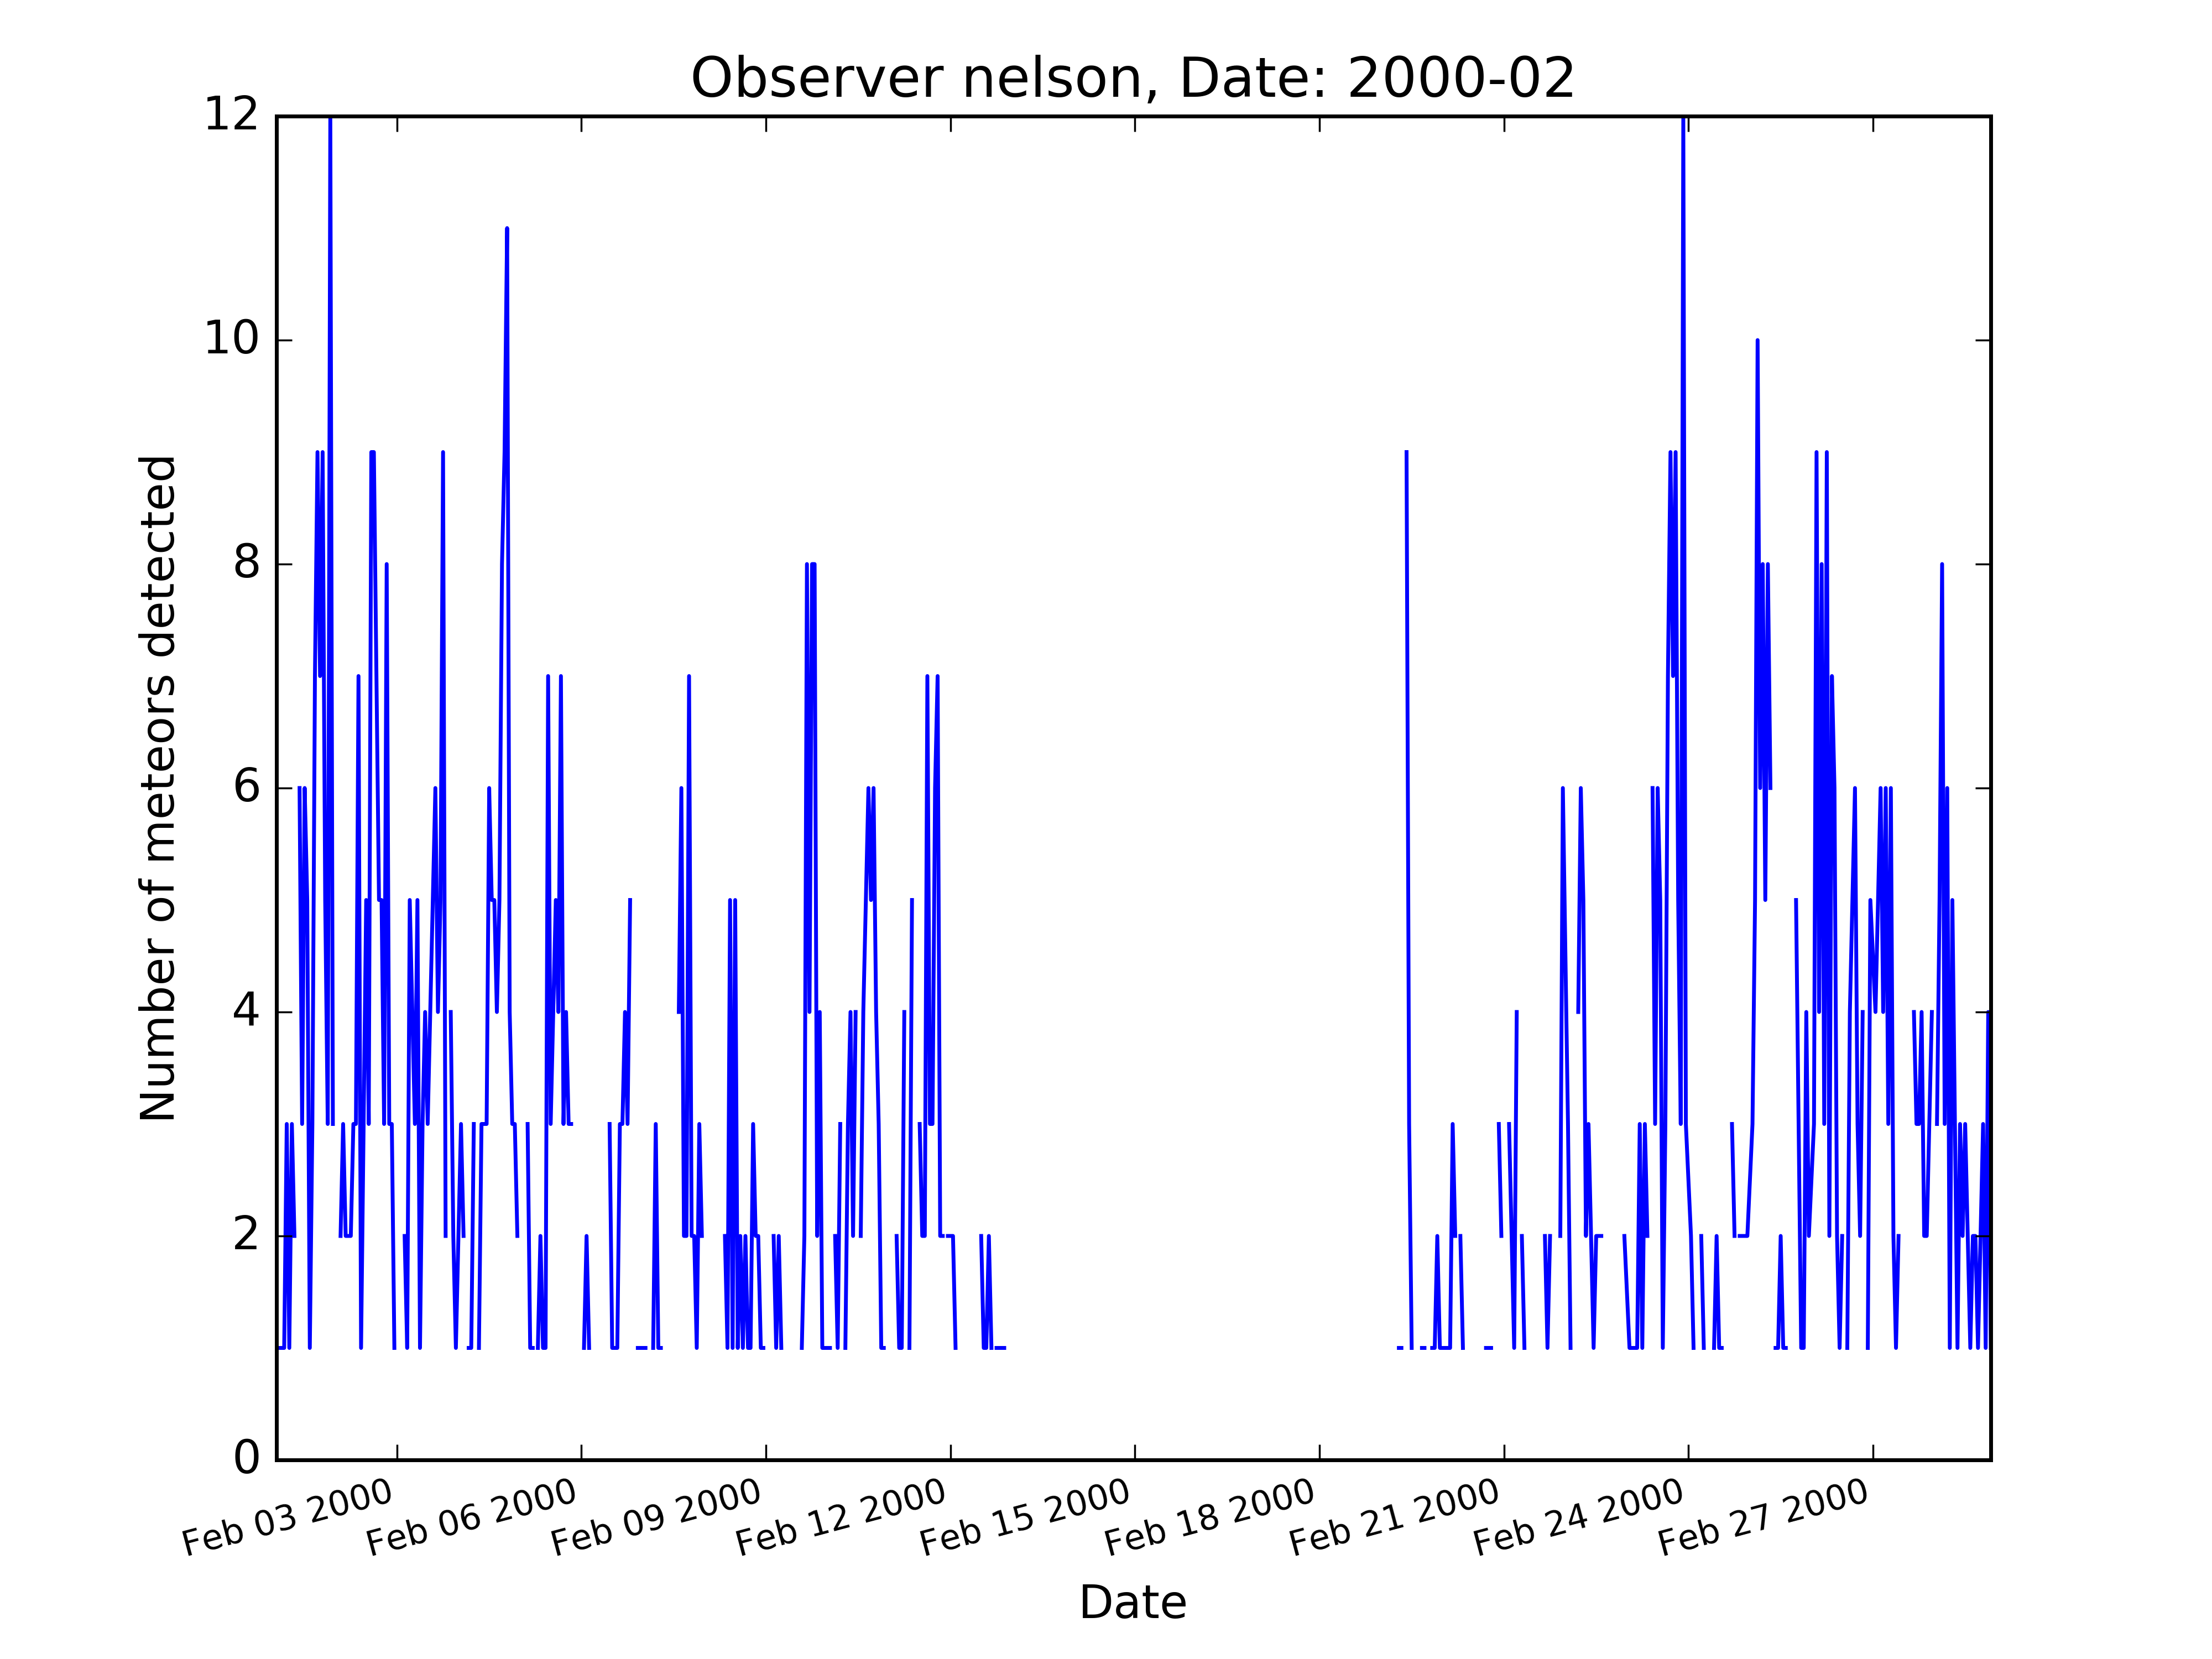 Observer nelson, Date: 2000-02
Number of meteors detected
12
10
8
6
4
2
0
Feb 03 2000
Feb 06 2000
Feb 09 2000
Feb 12 2000
Feb 15 2000
Feb 18 2000
Feb 21 2000
Feb 24 2000
Feb 27 2000
Date